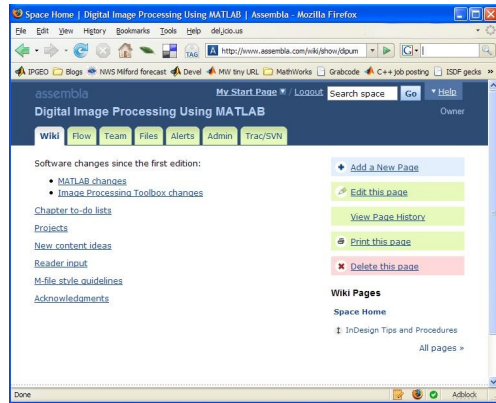 Space Home | Digital Image Processing Using MATLAB | Assembla - Mozilla Firefox
File Edit View History Bookmarks Tools Help del.icio.us
TAG http://www.assembla.com/wiki/show/dipum G
IPGEO Blogs NWS Milford forecast Devel MW tiny URL MathWorks Grabcode C++ job posting ISDF gecks »
assembla My Start Page / Logout Search space Go Help
Digital Image Processing Using MATLAB Owner
Wiki Flow Team Files Alerts Admin Trac/SVN
Software changes since the first edition:
MATLAB changes
Image Processing Toolbox changes
Chapter to-do lists
Projects
New content ideas
Reader input
M-file style guidelines
Acknowledgments
Add a New Page
Edit this page
View Page History
Print this page
Delete this page
Wiki Pages
Space Home
InDesign Tips and Procedures
All pages »
Done Adblock